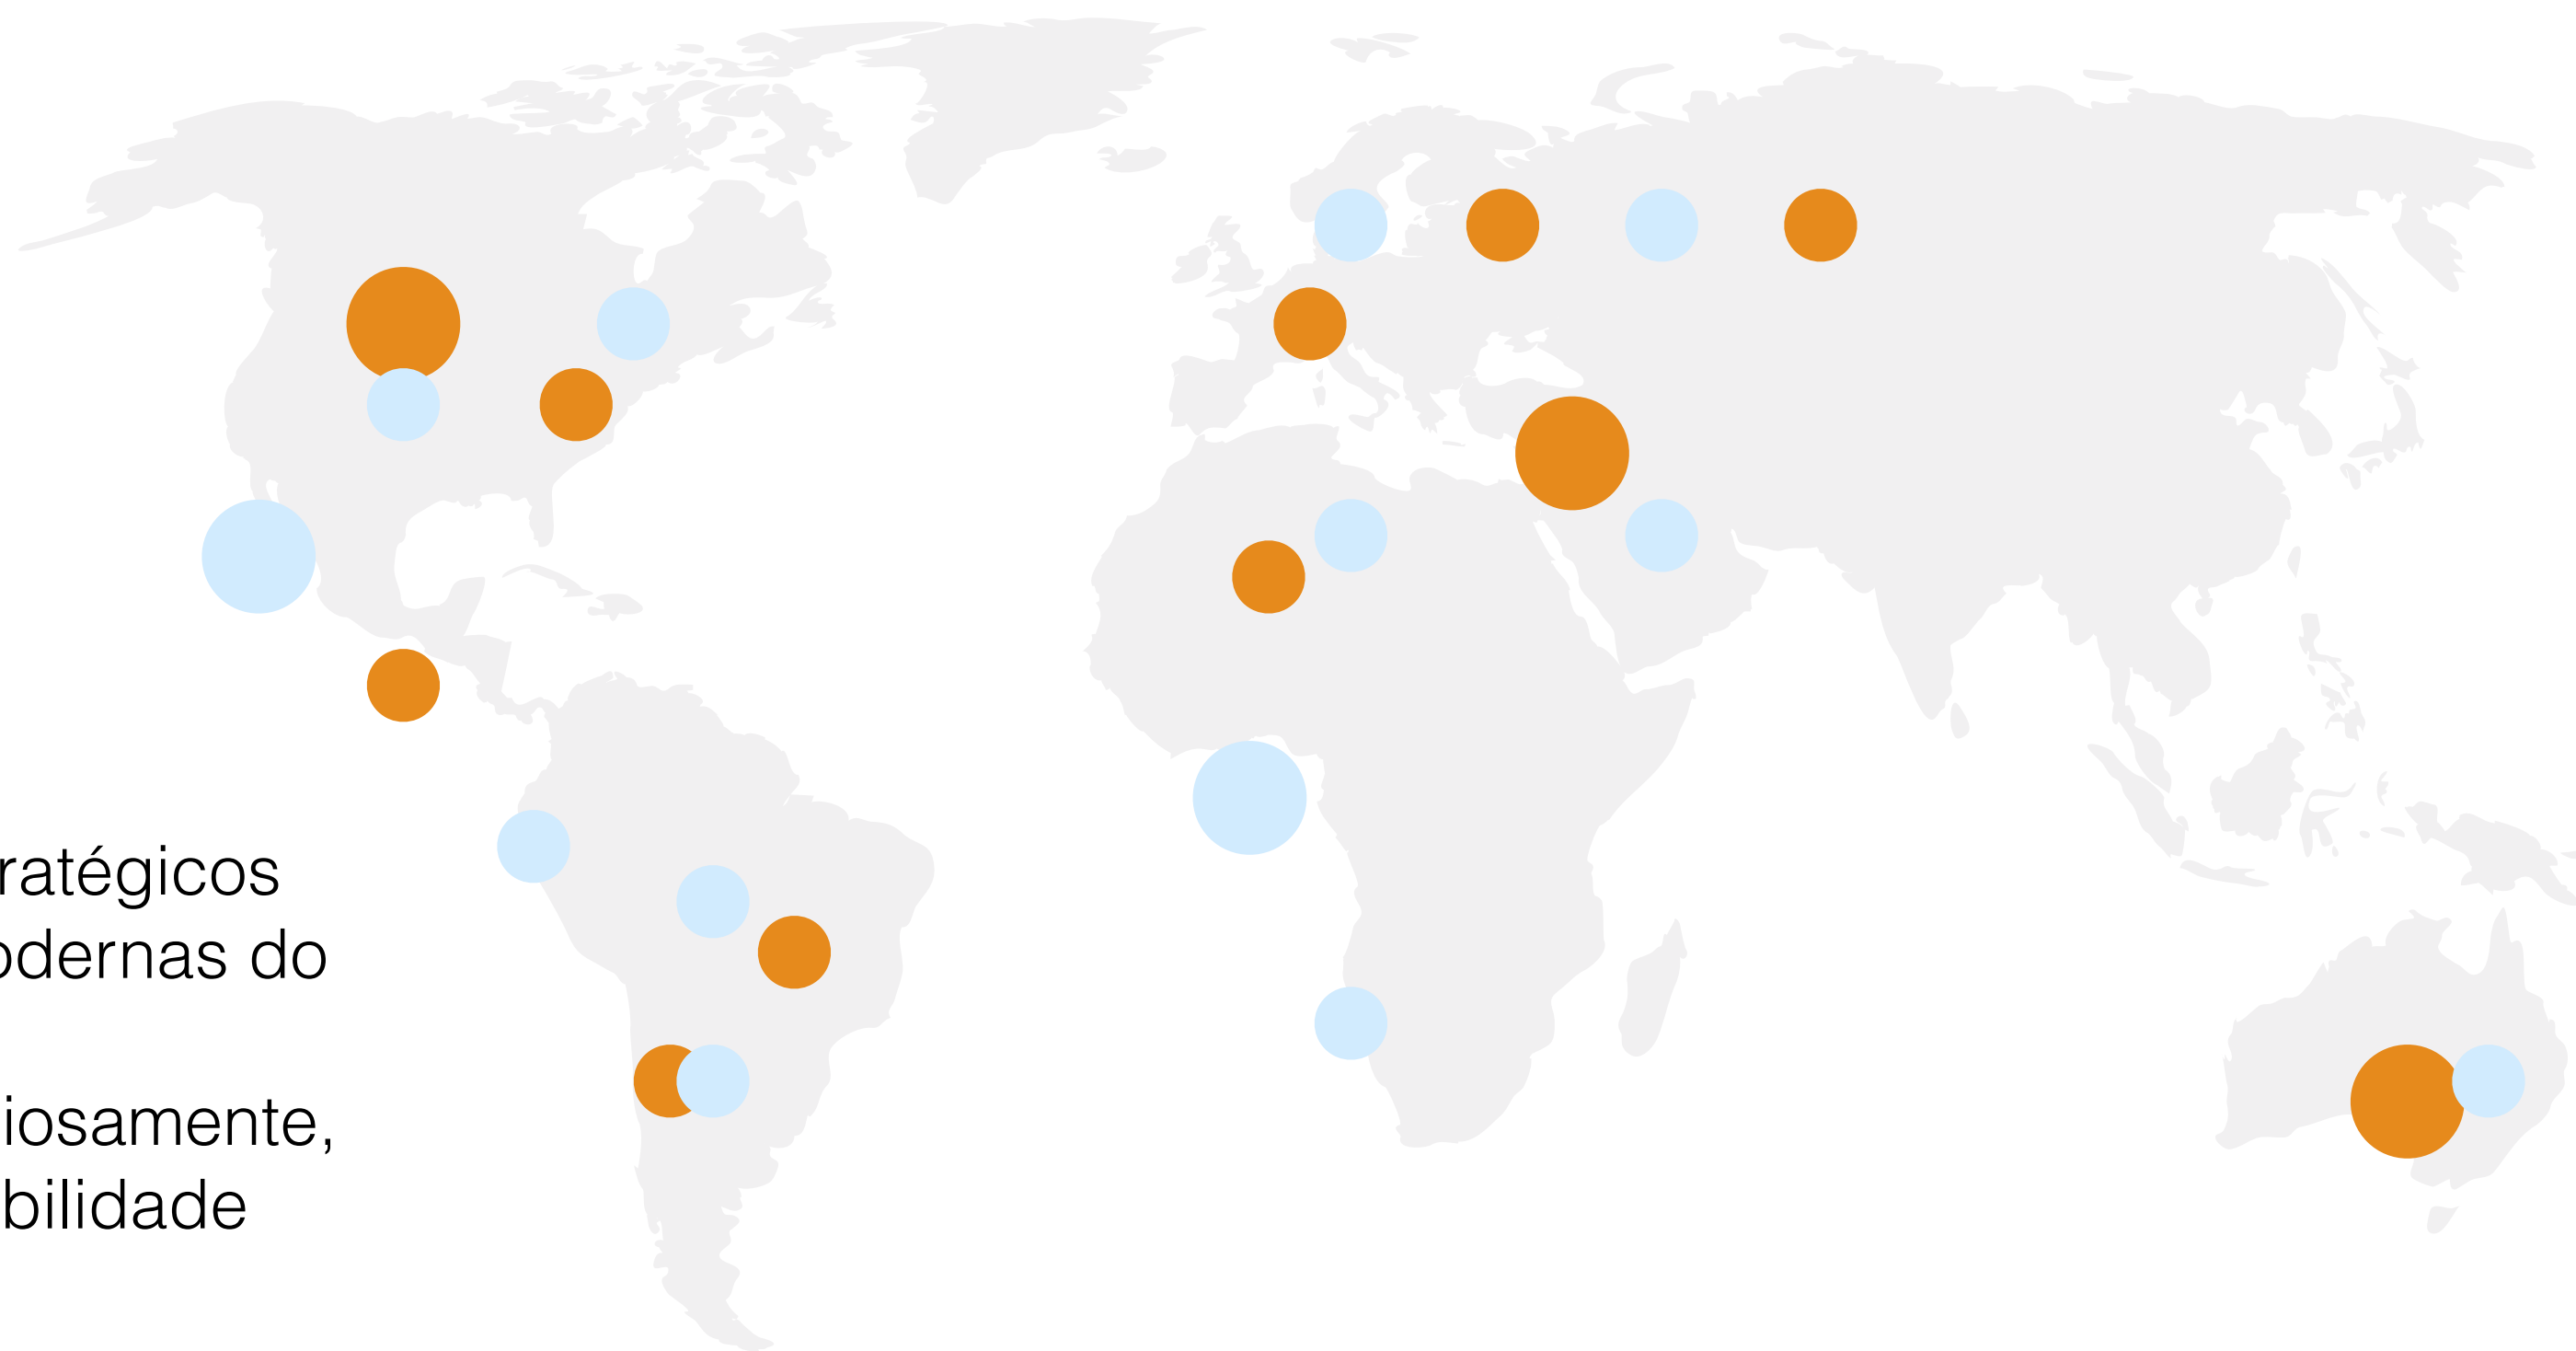 ratégicos
odernas do
iosamente,
bilidade